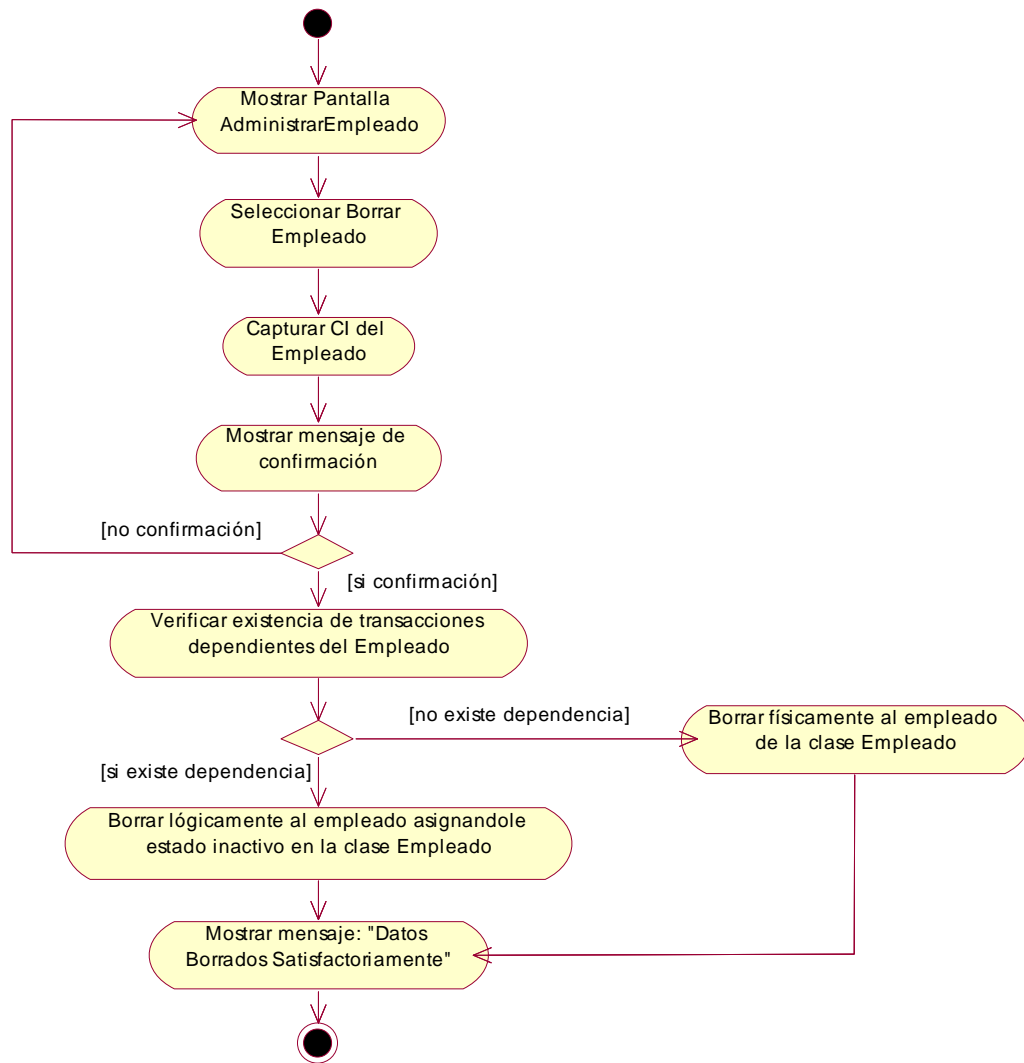 Mostrar Pantalla
AdministrarEmpleado
Seleccionar Borrar
Empleado
Capturar CI del
Empleado
Mostrar mensaje de
confirmación
[no confirmación]
[si confirmación]
Verificar existencia de transacciones
dependientes del Empleado
[no existe dependencia]
Borrar físicamente al empleado
de la clase Empleado
[si existe dependencia]
Borrar lógicamente al empleado asignandole
estado inactivo en la clase Empleado
Mostrar mensaje: "Datos
Borrados Satisfactoriamente"